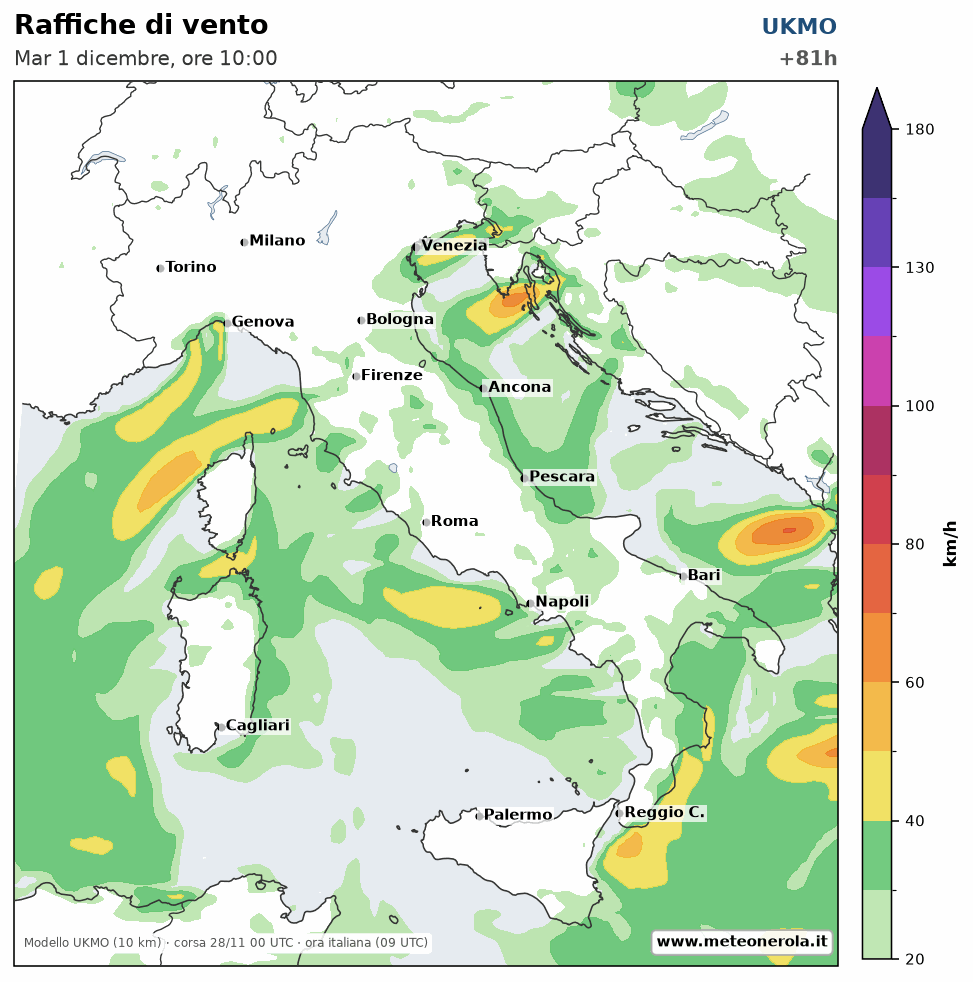 Raffiche di vento
UKMO
Mar 1 dicembre, ore 10:00
+81h
180
130
100
80
60
40
20
km/h
Milano
Venezia
Torino
Genova
Bologna
Firenze
Ancona
Pescara
Roma
Bari
Napoli
Cagliari
Palermo
Reggio C.
Modello UKMO (10 km) · corsa 28/11 00 UTC · ora italiana (09 UTC)
www.meteonerola.it